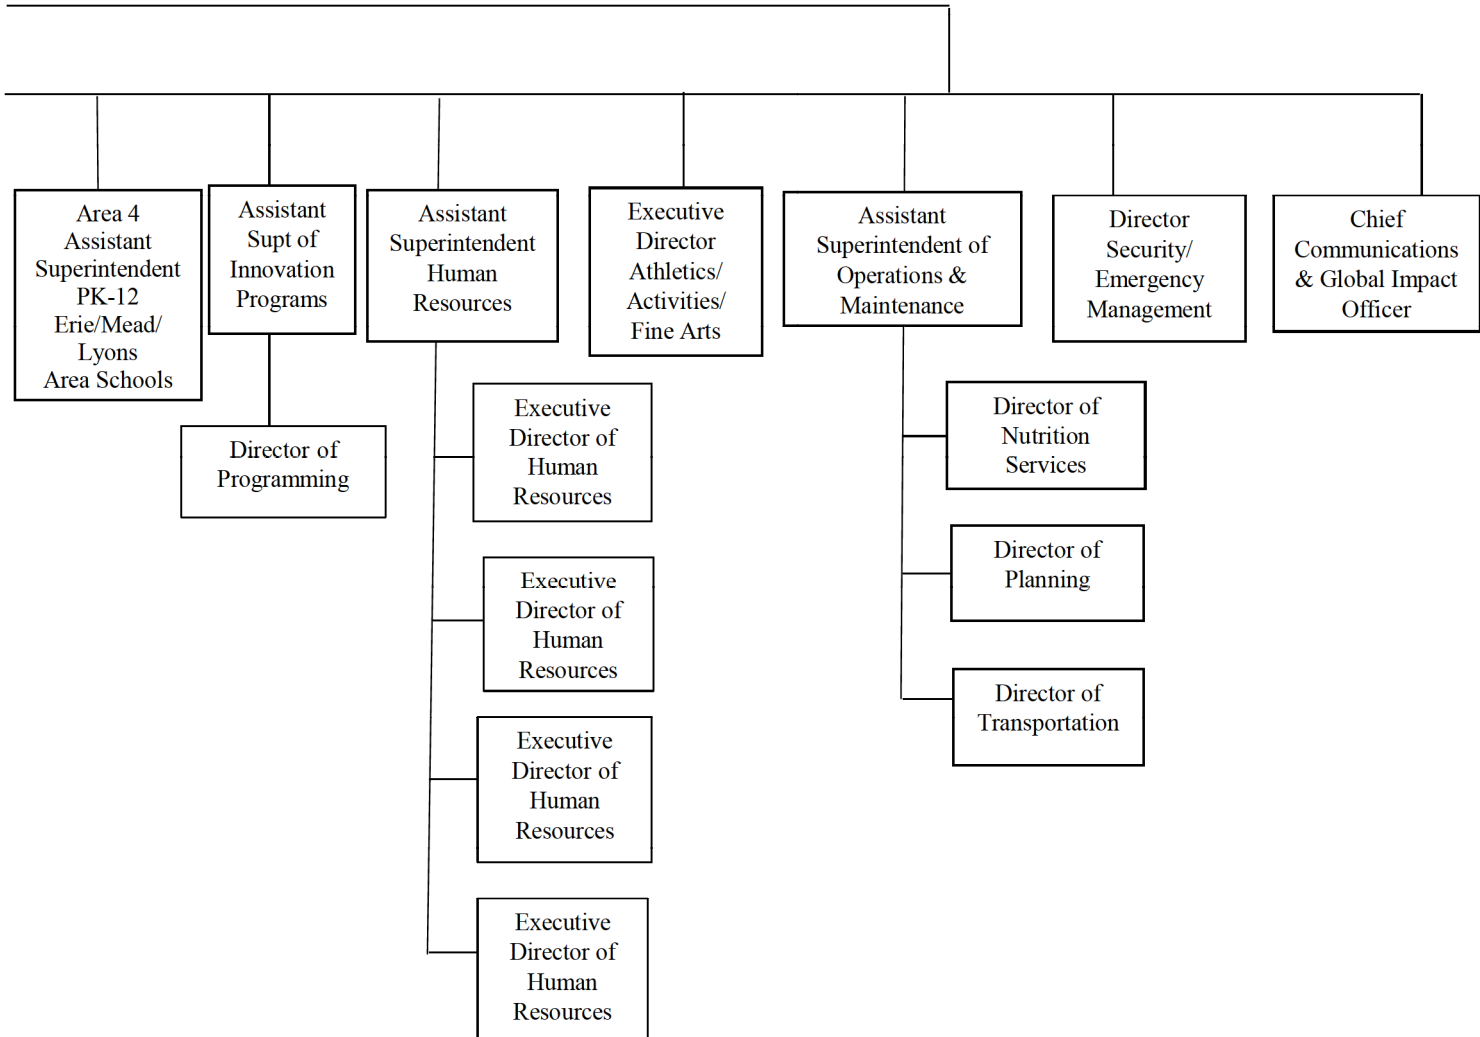 Area 4
Assistant
Superintendent
PK-12
Erie/Mead/
Lyons
Area Schools
Assistant
Supt of
Innovation
Programs
Assistant
Superintendent
Human
Resources
Executive
Director
Athletics/
Activities/
Fine Arts
Assistant
Superintendent of
Operations &
Maintenance
Director
Security/
Emergency
Management
Chief
Communications
& Global Impact
Officer
Director of
Programming
Executive
Director of
Human
Resources
Executive
Director of
Human
Resources
Executive
Director of
Human
Resources
Executive
Director of
Human
Resources
Director of
Nutrition
Services
Director of
Planning
Director of
Transportation